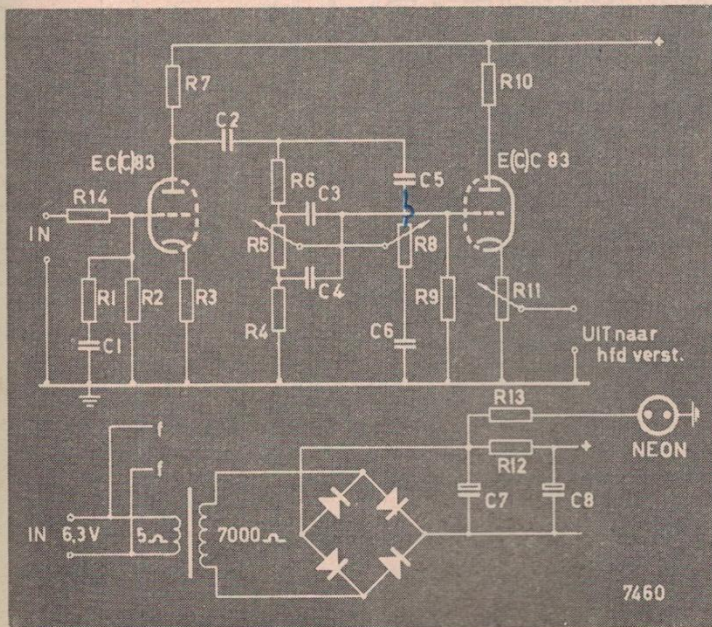 +
R7
R10
C2
EC(C)83
E(C)C 83
R6
C5
C3
R14
IN
R5
R8
R1
R2
R3
C4
R9
R11
R4
C6
C1
UIT naar
hfd verst.
R13
f
R12
+
NEON
f
C7
C8
IN 6,3 V
5Ω
7000Ω
7460